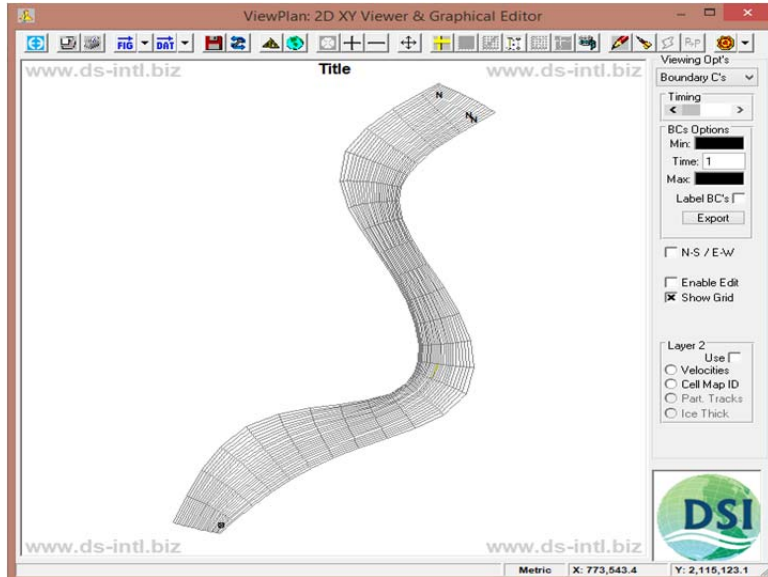 ViewPlan: 2D XY Viewer & Graphical Editor
FIG
DAT
www.ds-intl.biz
Title
www.ds-intl.biz
Viewing Opt's
Boundary C's
Timing
BCs Options
Min:
Time: 1
Max:
Label BC's
Export
N-S / E-W
Enable Edit
Show Grid
Layer 2
Use
Velocities
Cell Map ID
Part. Tracks
Ice Thick
N
N
N
DSI
www.ds-intl.biz
www.ds-intl.biz
Metric
X: 773,543.4
Y: 2,115,123.1